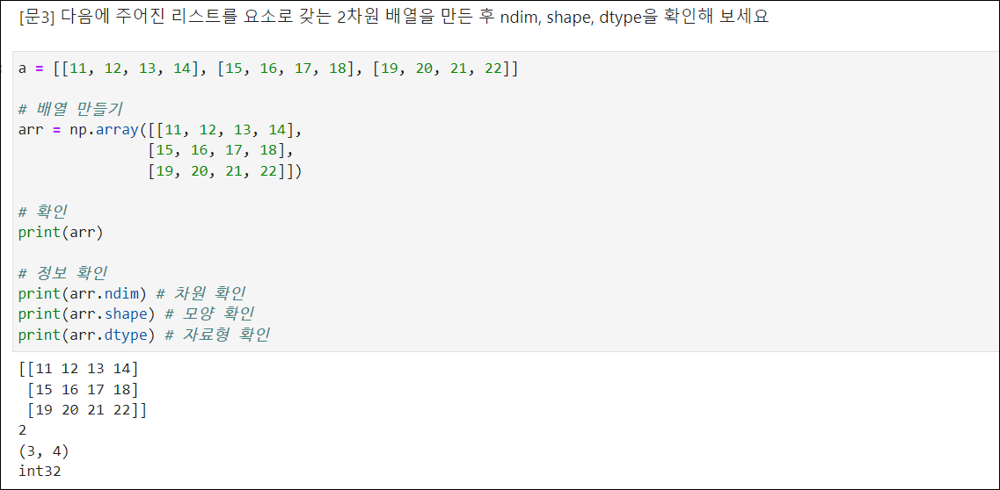 [문3] 다음에 주어진 리스트를 요소로 갖는 2차원 배열을 만든 후 ndim, shape, dtype을 확인해 보세요
a = [[11, 12, 13, 14], [15, 16, 17, 18], [19, 20, 21, 22]]
# 배열 만들기
arr = np.array([[11, 12, 13, 14],
[15, 16, 17, 18],
[19, 20, 21, 22]])
# 확인
print(arr)
# 정보 확인
print(arr.ndim) # 차원 확인
print(arr.shape) # 모양 확인
print(arr.dtype) # 자료형 확인
[[11 12 13 14]
[15 16 17 18]
[19 20 21 22]]
2
(3, 4)
int32